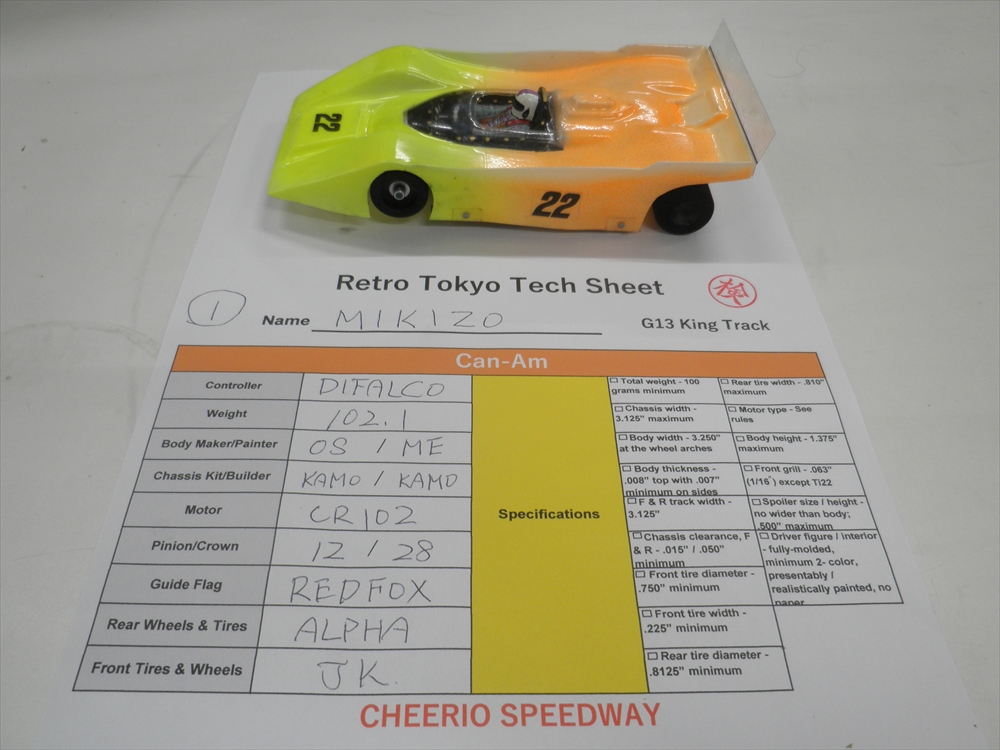 22
22
Retro Tokyo Tech Sheet
検
1
Name MIKIZO
G13 King Track
Can-Am
Controller DIFALCO
Weight 102.1
Body Maker/Painter OS / ME
Chassis Kit/Builder KAMO / KAMO
Motor CR102
Pinion/Crown 12 / 28
Guide Flag REDFOX
Rear Wheels & Tires ALPHA
Front Tires & Wheels JK.
Specifications
Total weight - 100
grams minimum
Rear tire width - .810"
maximum
Chassis width -
3.125" maximum
Motor type - See
rules
Body width - 3.250"
at the wheel arches
Body height - 1.375"
maximum
Body thickness -
.008" top with .007"
minimum on sides
Front grill - .063"
(1/16") except Ti22
F & R track width -
3.125"
Spoiler size / height -
no wider than body;
.500" maximum
Chassis clearance, F
& R - .015" / .050"
minimum
Driver figure / interior
- fully-molded,
minimum 2- color,
presentably /
realistically painted, no
paper
Front tire diameter -
.750" minimum
Front tire width -
.225" minimum
Rear tire diameter -
.8125" minimum
CHEERIO SPEEDWAY